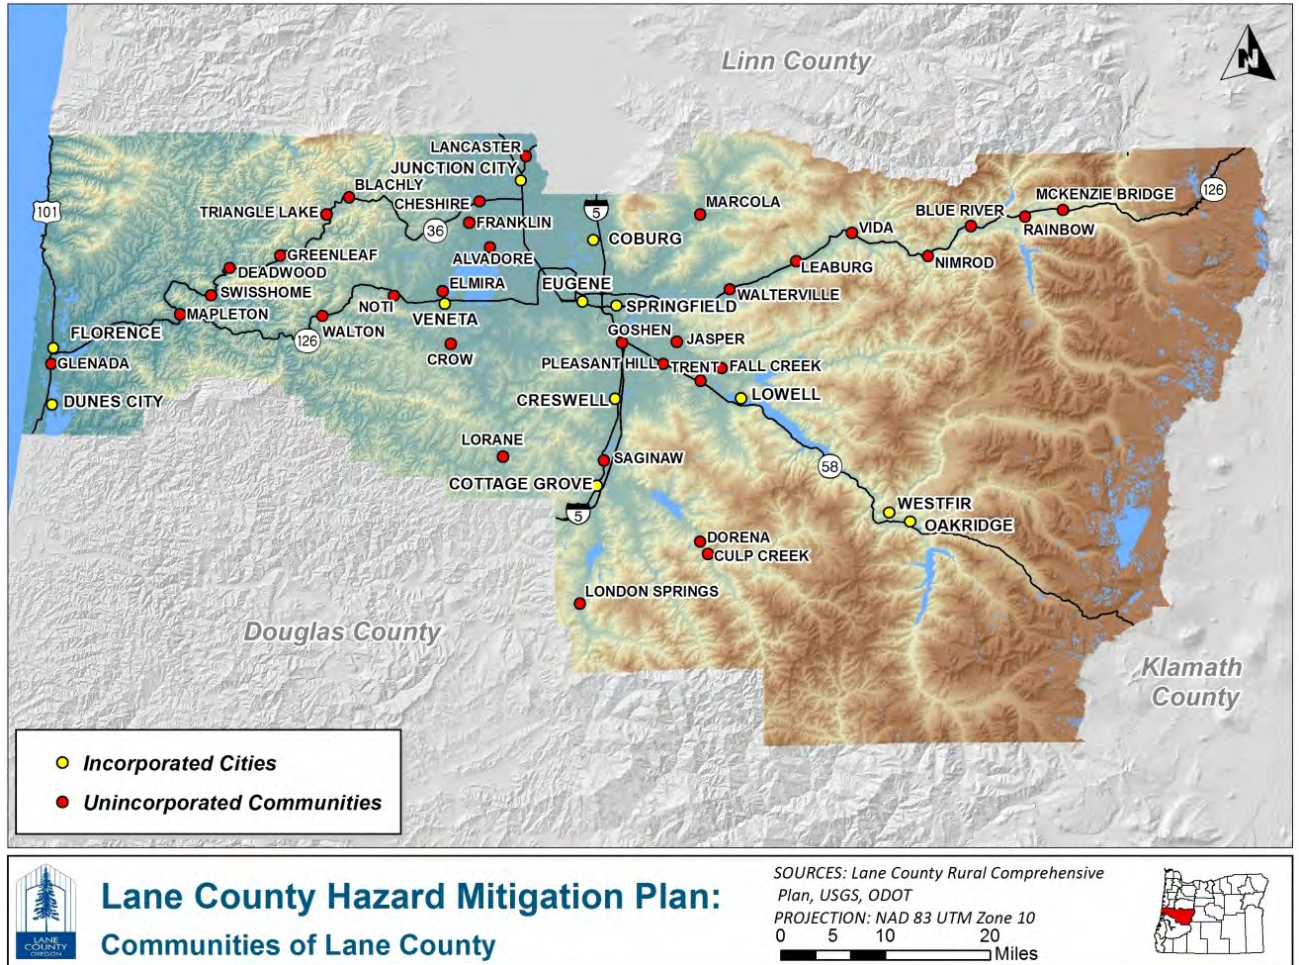 Linn County
N
LANCASTER
JUNCTION CITY
BLACHLY
CHESHIRE
TRIANGLE LAKE
FRANKLIN
36
101
5
MARCOLA
MCKENZIE BRIDGE
126
BLUE RIVER
RAINBOW
VIDA
COBURG
ALVADORE
GREENLEAF
DEADWOOD
SWISSHOME
LEABURG
NIMROD
ELMIRA
EUGENE
WALTERVILLE
NOTI
VENETA
SPRINGFIELD
MAPLETON
WALTON
126
FLORENCE
GLENADA
GOSHEN
JASPER
CROW
PLEASANT HILL
TRENT
FALL CREEK
DUNES CITY
CRESWELL
LOWELL
LORANE
SAGINAW
58
COTTAGE GROVE
5
WESTFIR
OAKRIDGE
DORENA
CULP CREEK
LONDON SPRINGS
Douglas County
Klamath
County
Incorporated Cities
Unincorporated Communities
LANE
COUNTY
OREGON
Lane County Hazard Mitigation Plan:
Communities of Lane County
SOURCES: Lane County Rural Comprehensive
Plan, USGS, ODOT
PROJECTION: NAD 83 UTM Zone 10
0 5 10 20
Miles